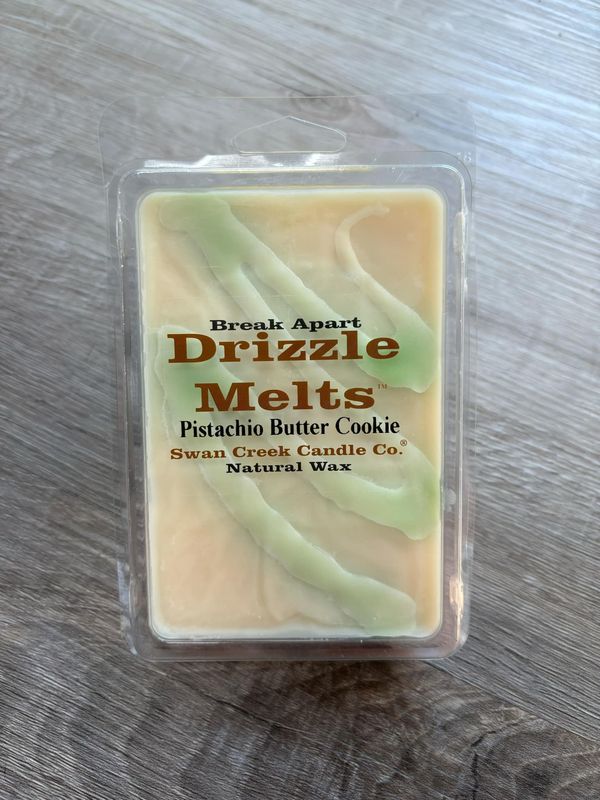 Break Apart
Drizzle
Melts™
Pistachio Butter Cookie
Swan Creek Candle Co.®
Natural Wax